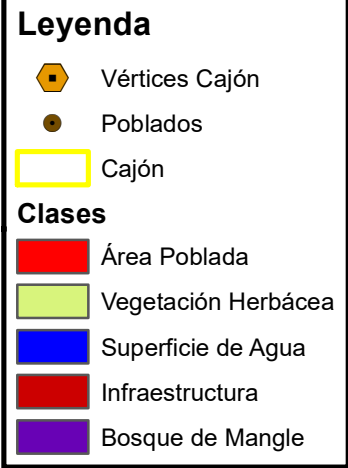 Leyenda
Vértices Cajón
Poblados
Cajón
Clases
Área Poblada
Vegetación Herbácea
Superficie de Agua
Infraestructura
Bosque de Mangle